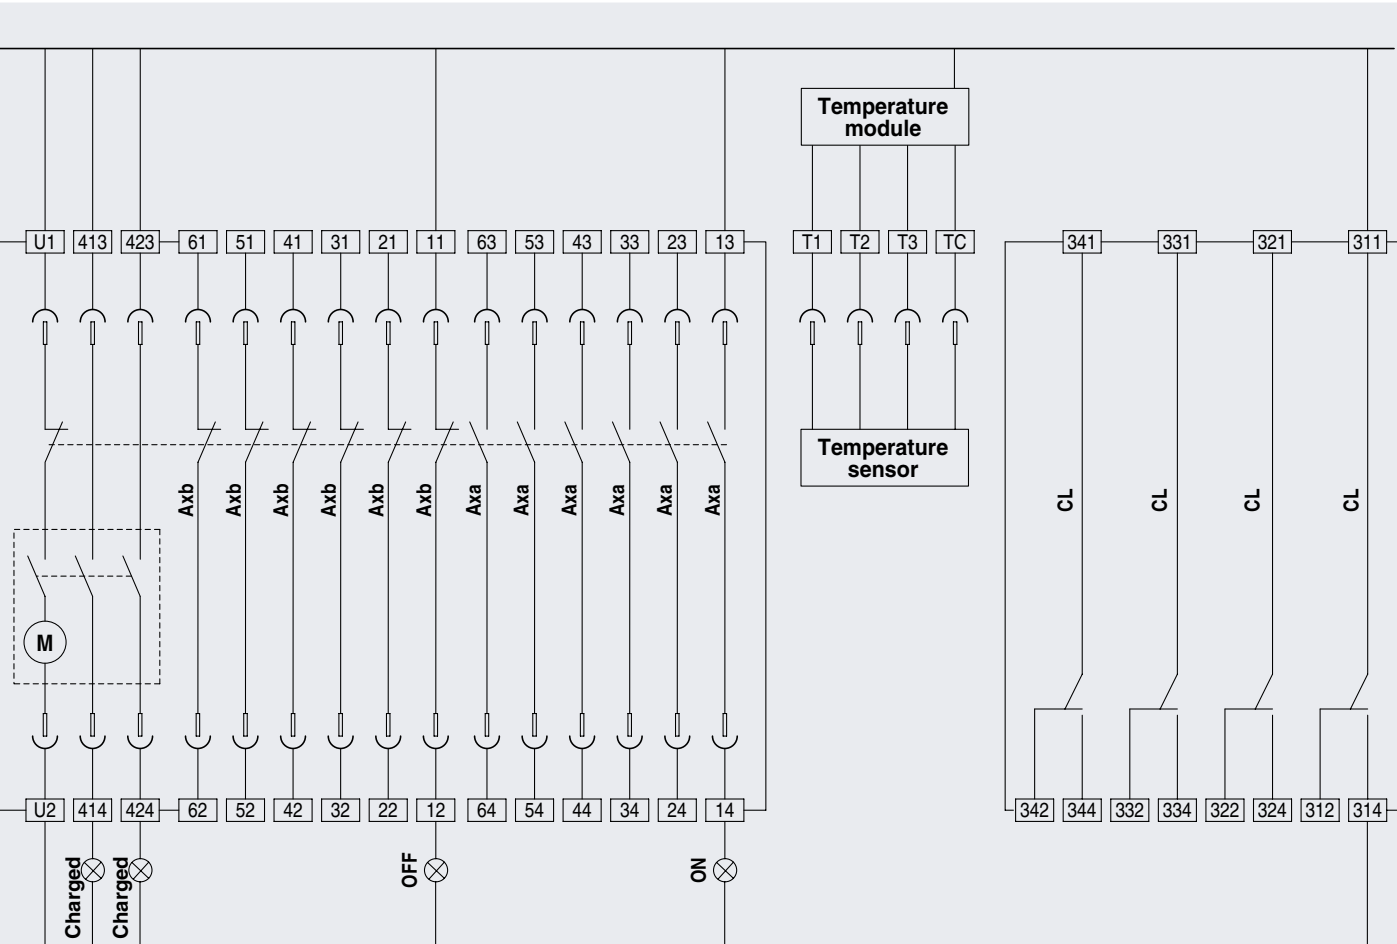 Temperature
module
U1 413 423 61 51 41 31 21 11 63 53 43 33 23 13 T1 T2 T3 TC 341 331 321 311
Temperature
sensor
Axb Axb Axb Axb Axb Axb Axa Axa Axa Axa Axa Axa CL CL CL CL
M
U2 414 424 62 52 42 32 22 12 64 54 44 34 24 14 342 344 332 334 322 324 312 314
Charged Charged OFF ON